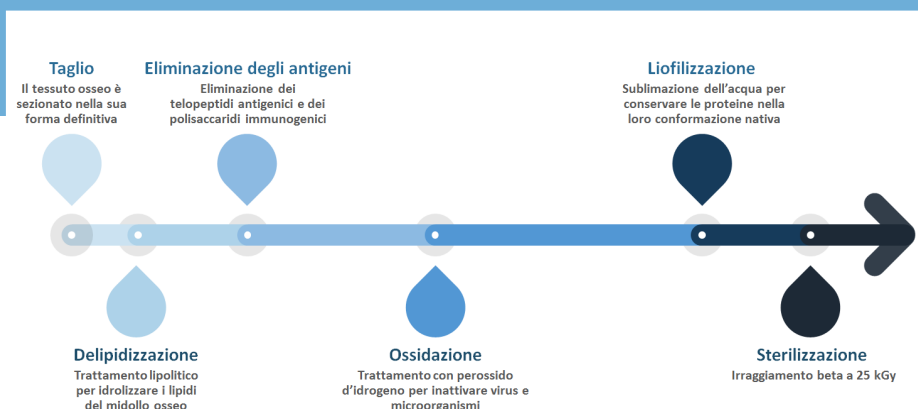 Taglio
Il tessuto osseo è
sezionato nella sua
forma definitiva
Eliminazione degli antigeni
Eliminazione dei
telopeptidi antigenici e dei
polisaccaridi immunogenici
Liofilizzazione
Sublimazione dell'acqua per
conservare le proteine nella
loro conformazione nativa
Delipidizzazione
Trattamento lipolitico
per idrolizzare i lipidi
del midollo osseo
Ossidazione
Trattamento con perossido
d'idrogeno per inattivare virus e
microorganismi
Sterilizzazione
Irraggiamento beta a 25 kGy